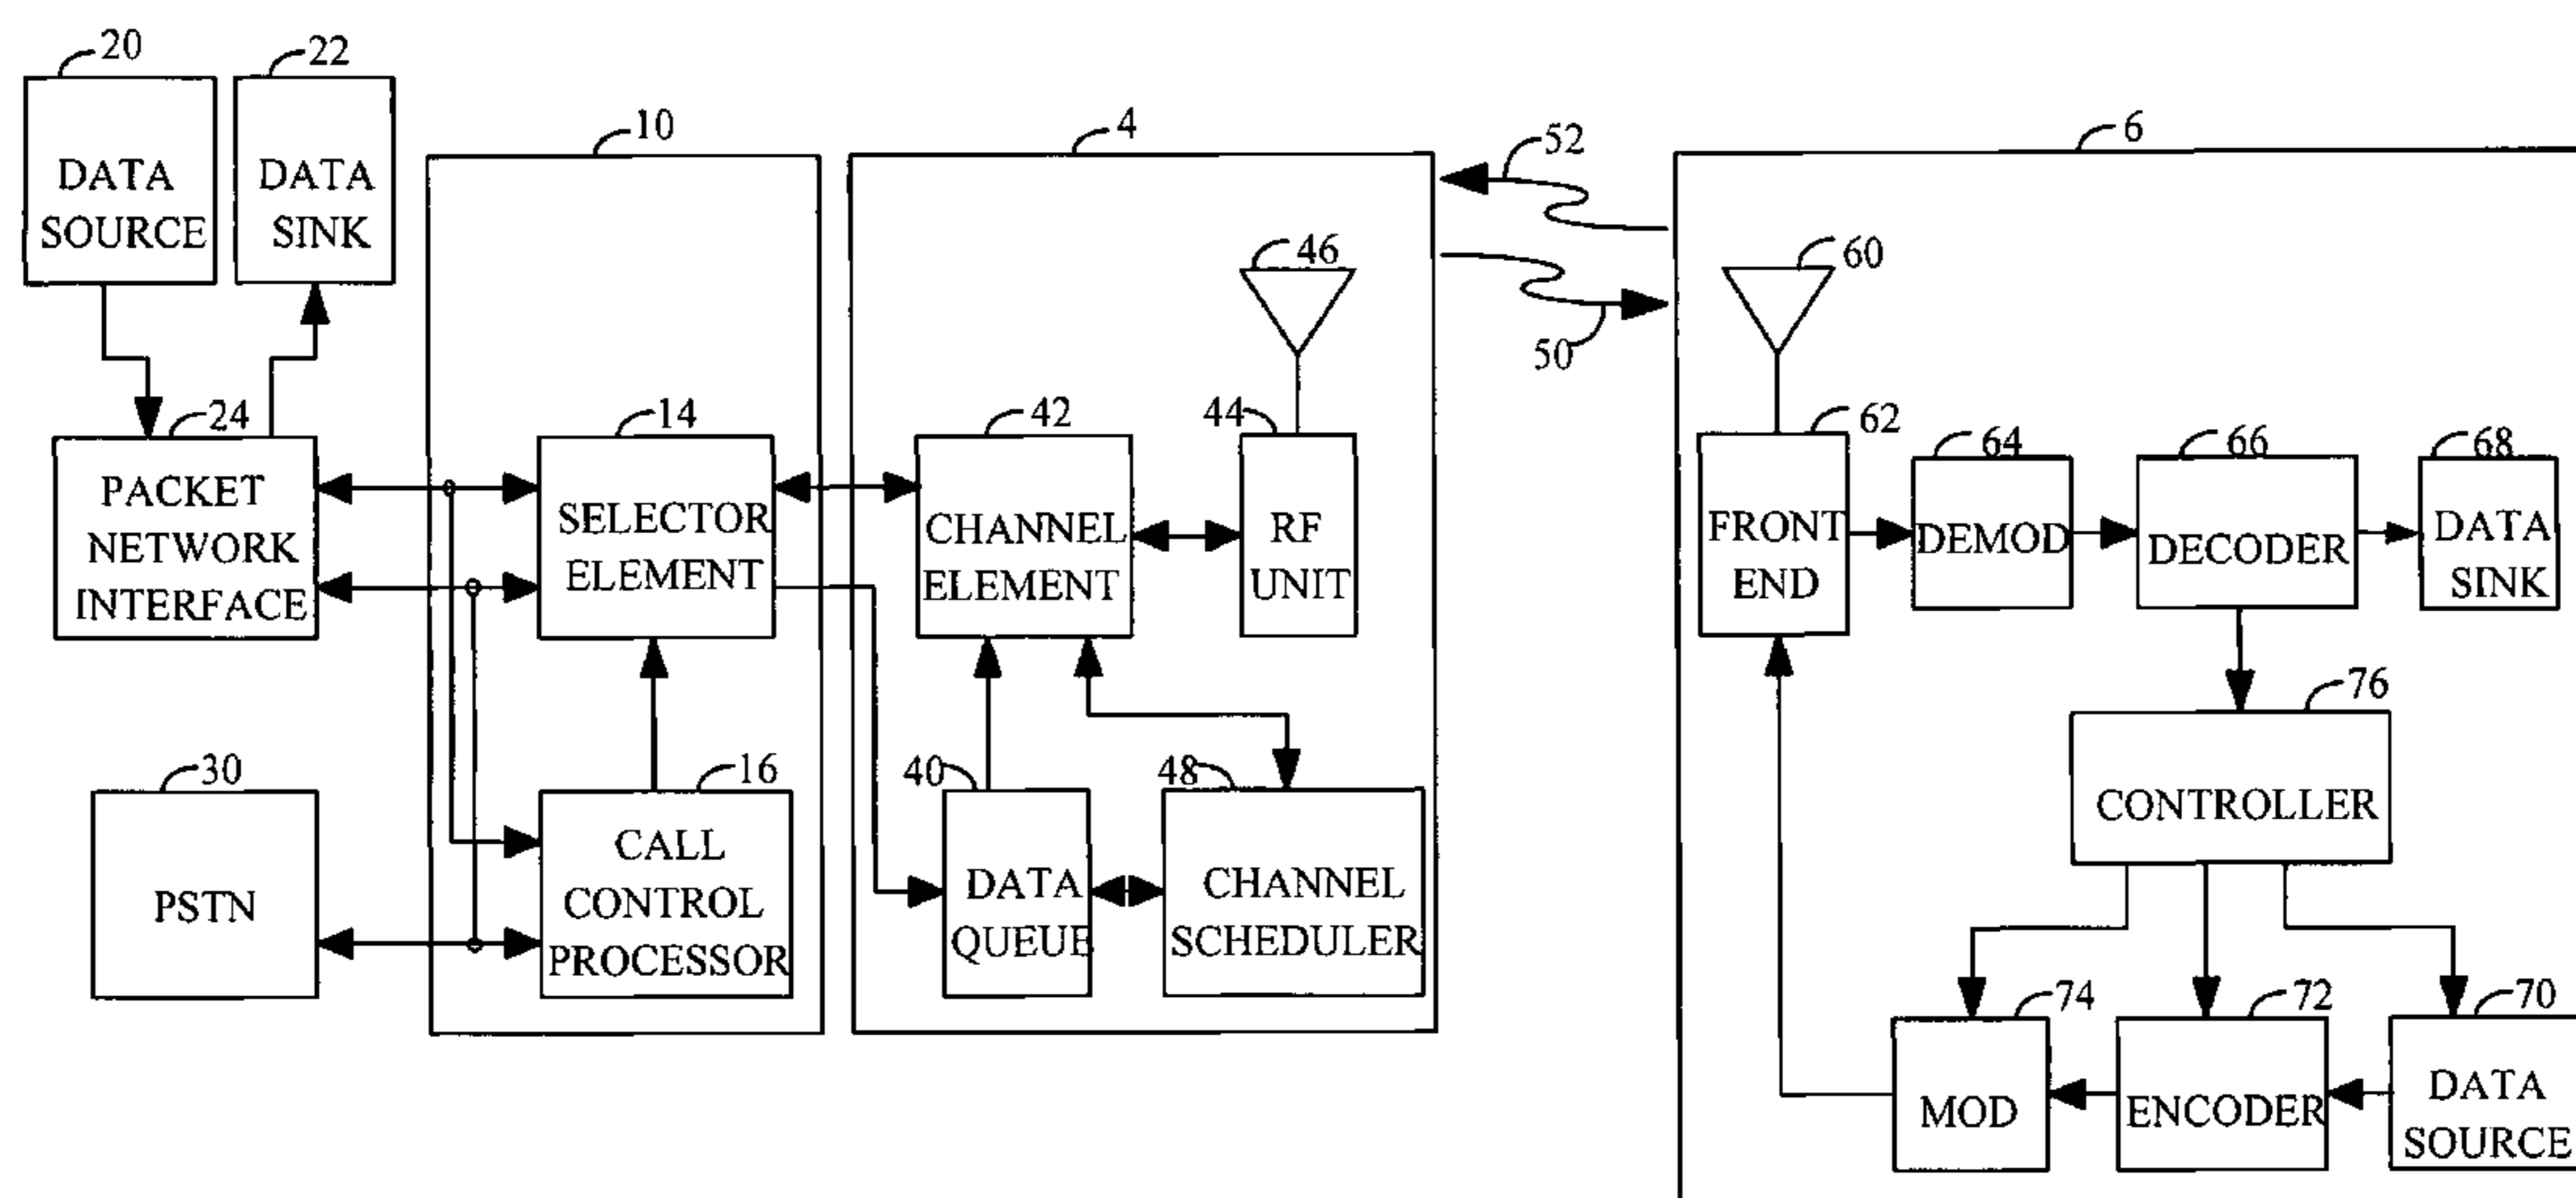 20
22
DATA
SOURCE
DATA
SINK
10
4
52
50
6
46
60
24
PACKET
NETWORK
INTERFACE
14
SELECTOR
ELEMENT
42
CHANNEL
ELEMENT
44
RF
UNIT
62
FRONT
END
64
DEMOD
66
DECODER
68
DATA
SINK
30
PSTN
16
CALL
CONTROL
PROCESSOR
40
DATA
QUEUE
48
CHANNEL
SCHEDULER
76
CONTROLLER
74
MOD
72
ENCODER
70
DATA
SOURCE